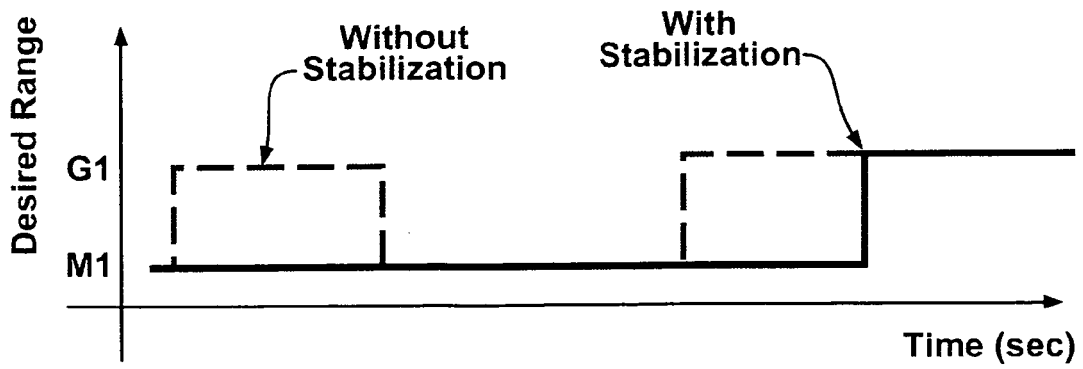 Without
Stabilization
With
Stabilization
Desired Range
G1
M1
Time (sec)